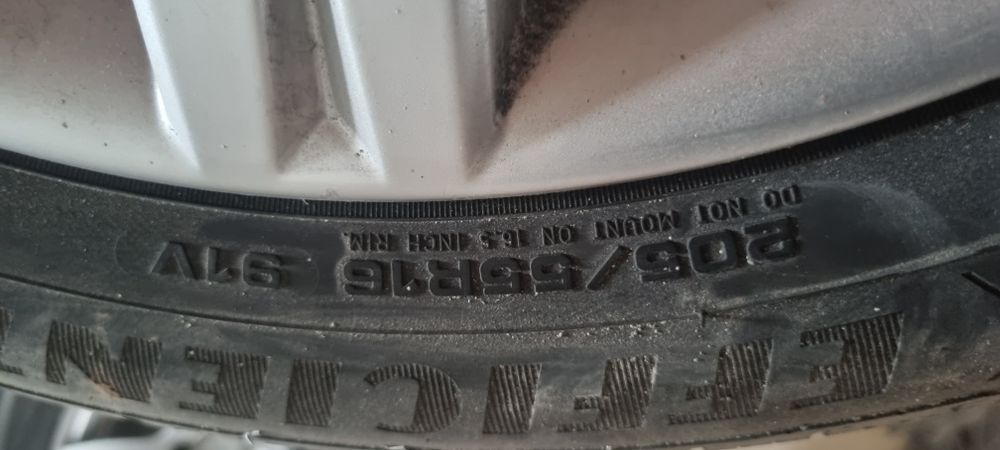 DO NOT MOUNT ON 16.5 INCH RIM.
205/55R16 91V
EFFICIENT